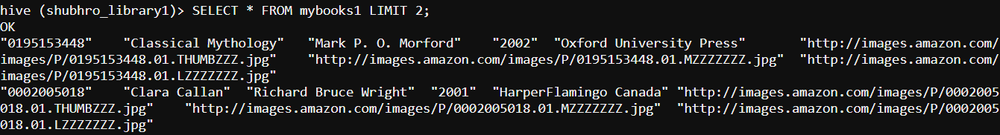 hive (shubhro_library1)> SELECT * FROM mybooks1 LIMIT 2;
OK
"0195153448"    "Classical Mythology"   "Mark P. O. Morford"    "2002"  "Oxford University Press"       "http://images.amazon.com/
images/P/0195153448.01.THUMBZZZ.jpg"    "http://images.amazon.com/images/P/0195153448.01.MZZZZZZZ.jpg"  "http://images.amazon.com/
images/P/0195153448.01.LZZZZZZZ.jpg"
"0002005018"    "Clara Callan"  "Richard Bruce Wright"  "2001"  "HarperFlamingo Canada" "http://images.amazon.com/images/P/0002005
018.01.THUMBZZZ.jpg"    "http://images.amazon.com/images/P/0002005018.01.MZZZZZZZ.jpg"  "http://images.amazon.com/images/P/0002005
018.01.LZZZZZZZ.jpg"